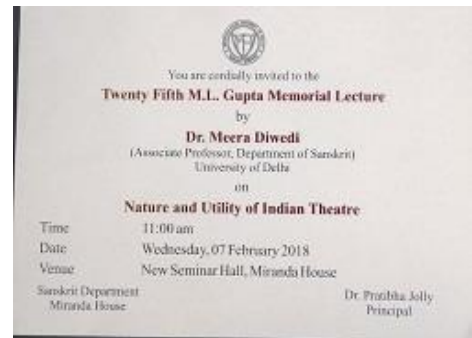 You are cordially invited to the
Twenty Fifth M.L. Gupta Memorial Lecture
by
Dr. Meera Diwedi
(Associate Professor, Department of Sanskrit)
University of Delhi
on
Nature and Utility of Indian Theatre
Time 11:00 am
Date Wednesday, 07 February 2018
Venue New Seminar Hall, Miranda House
Sanskrit Department Dr. Pratibha Jolly
Miranda House Principal